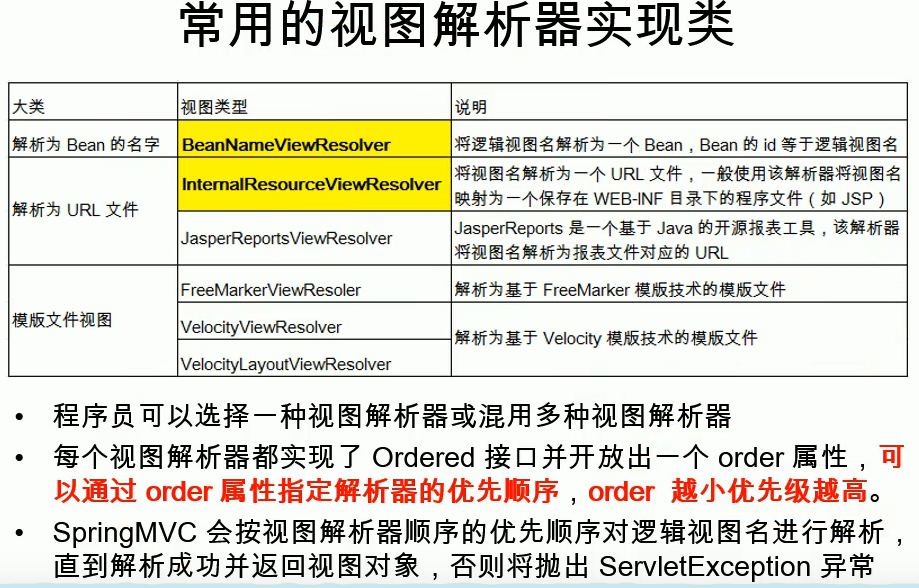 常用的视图解析器实现类
大类 视图类型 说明
解析为 Bean 的名字 BeanNameViewResolver 将逻辑视图名解析为一个 Bean，Bean 的 id 等于逻辑视图名
解析为 URL 文件
InternalResourceViewResolver
将视图名解析为一个 URL 文件，一般使用该解析器将视图名
映射为一个保存在 WEB-INF 目录下的程序文件（如 JSP）
JasperReportsViewResolver
JasperReports 是一个基于 Java 的开源报表工具，该解析器
将视图名解析为报表文件对应的 URL
模版文件视图
FreeMarkerViewResoler 解析为基于 FreeMarker 模版技术的模版文件
VelocityViewResolver
解析为基于 Velocity 模版技术的模版文件
VelocityLayoutViewResolver
• 程序员可以选择一种视图解析器或混用多种视图解析器
• 每个视图解析器都实现了 Ordered 接口并开放出一个 order 属性，可
以通过 order 属性指定解析器的优先顺序，order 越小优先级越高。
• SpringMVC 会按视图解析器顺序的优先顺序对逻辑视图名进行解析，
直到解析成功并返回视图对象，否则将抛出 ServletException 异常